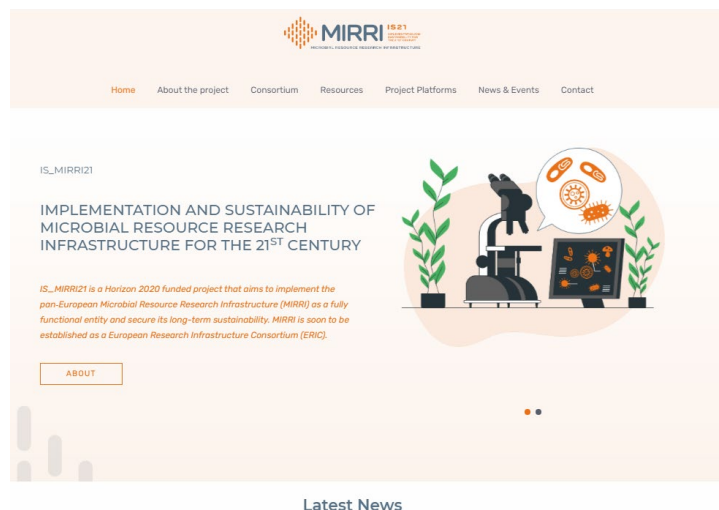 MIRRI IS21
MICROBIAL RESOURCE RESEARCH INFRASTRUCTURE
Home About the project Consortium Resources Project Platforms News & Events Contact
IS_MIRRI21
IMPLEMENTATION AND SUSTAINABILITY OF
MICROBIAL RESOURCE RESEARCH
INFRASTRUCTURE FOR THE 21ST CENTURY
IS_MIRRI21 is a Horizon 2020 funded project that aims to implement the
pan-European Microbial Resource Research Infrastructure (MIRRI) as a fully
functional entity and secure its long-term sustainability. MIRRI is soon to be
established as a European Research Infrastructure Consortium (ERIC).
ABOUT
Latest News